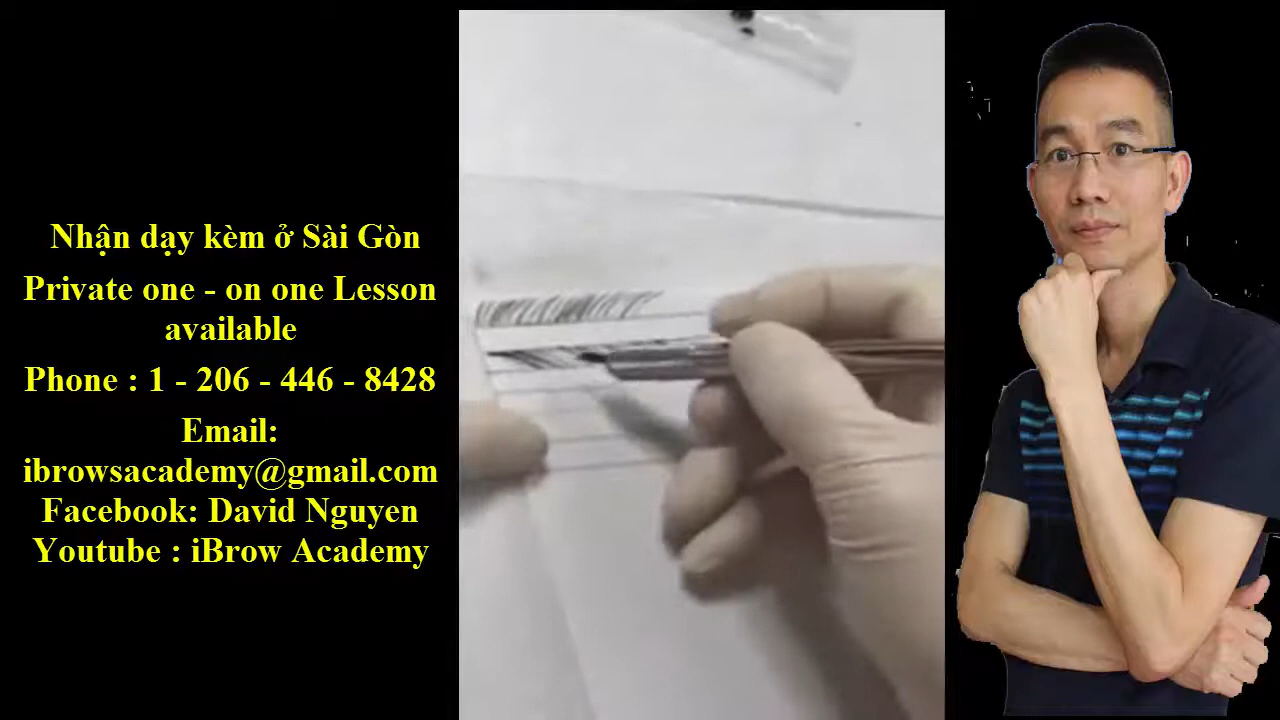 Nhận dạy kèm ở Sài Gòn
Private one - on one Lesson
available
Phone : 1 - 206 - 446 - 8428
Email:
ibrowsacademy@gmail.com
Facebook: David Nguyen
Youtube : iBrow Academy